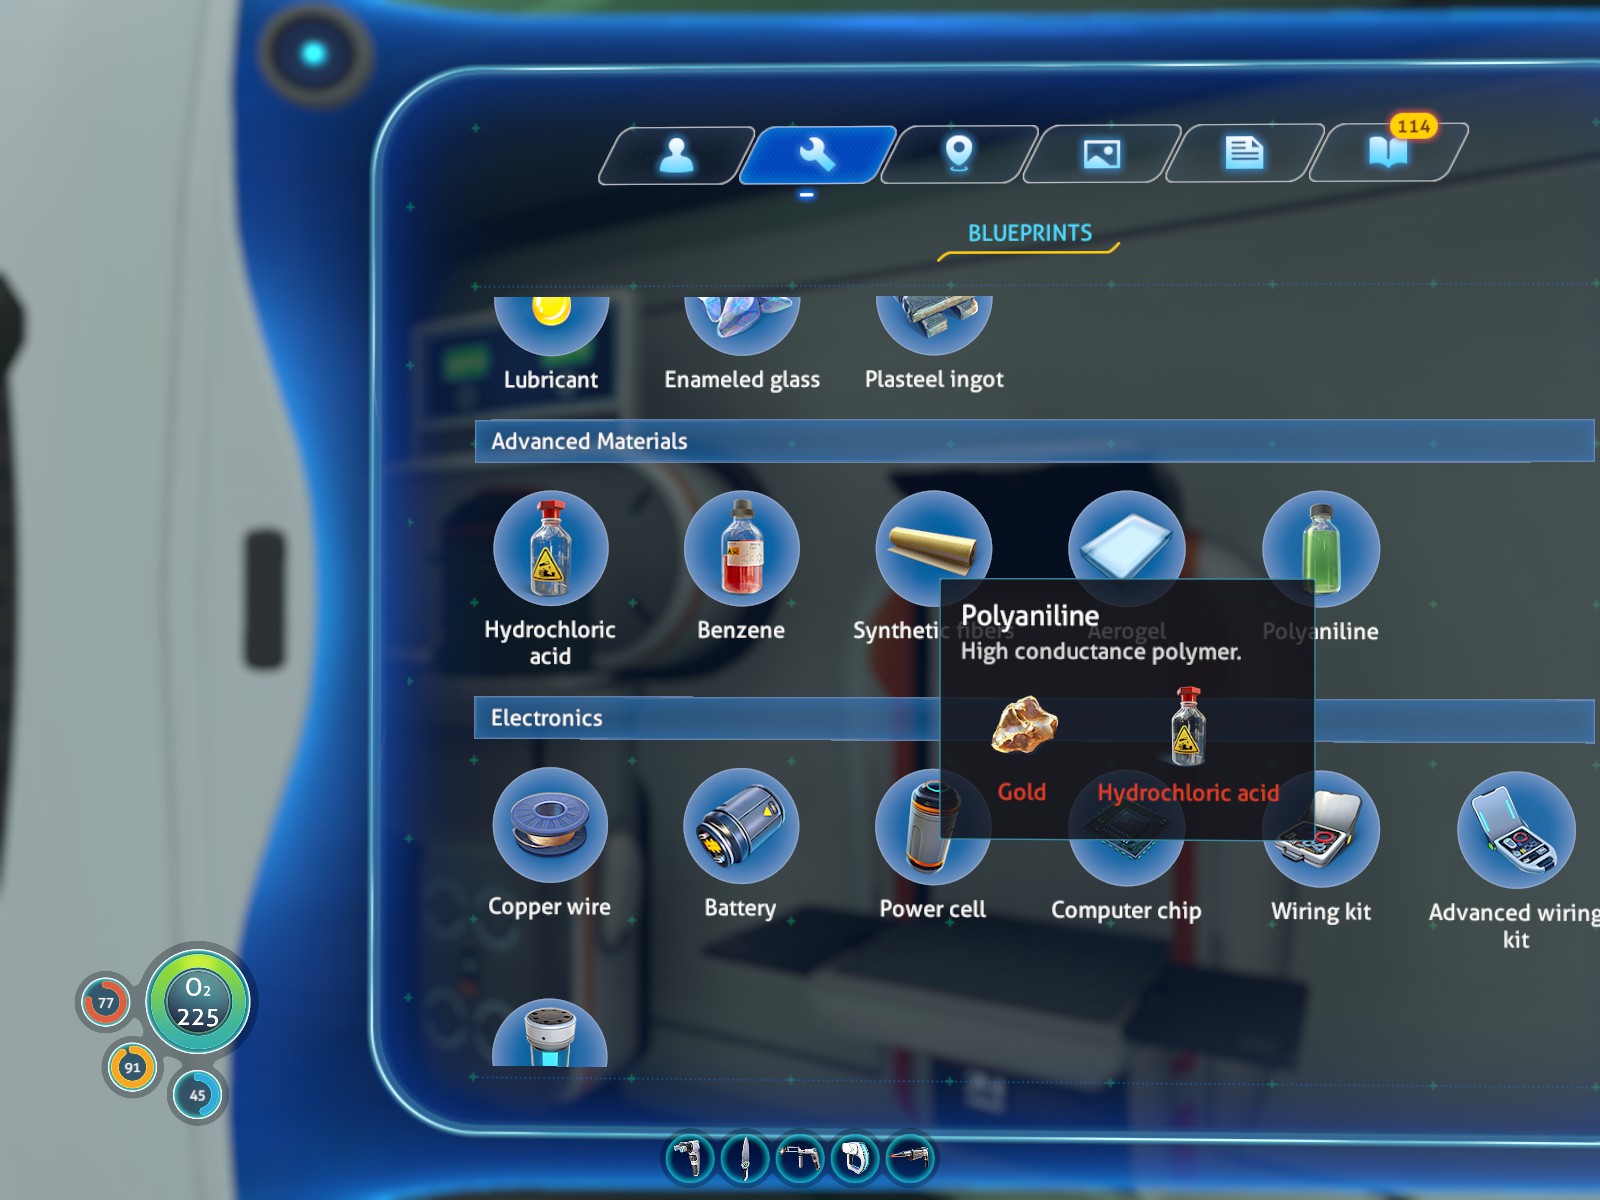 114
BLUEPRINTS
Lubricant
Enameled glass
Plasteel ingot
Advanced Materials
Hydrochloric
acid
Benzene
Synthetic fibers
Aerogel
Polyaniline
Polyaniline
High conductance polymer.
Gold
Hydrochloric acid
Electronics
Copper wire
Battery
Power cell
Computer chip
Wiring kit
Advanced wiring
kit
O₂
225
77
91
45